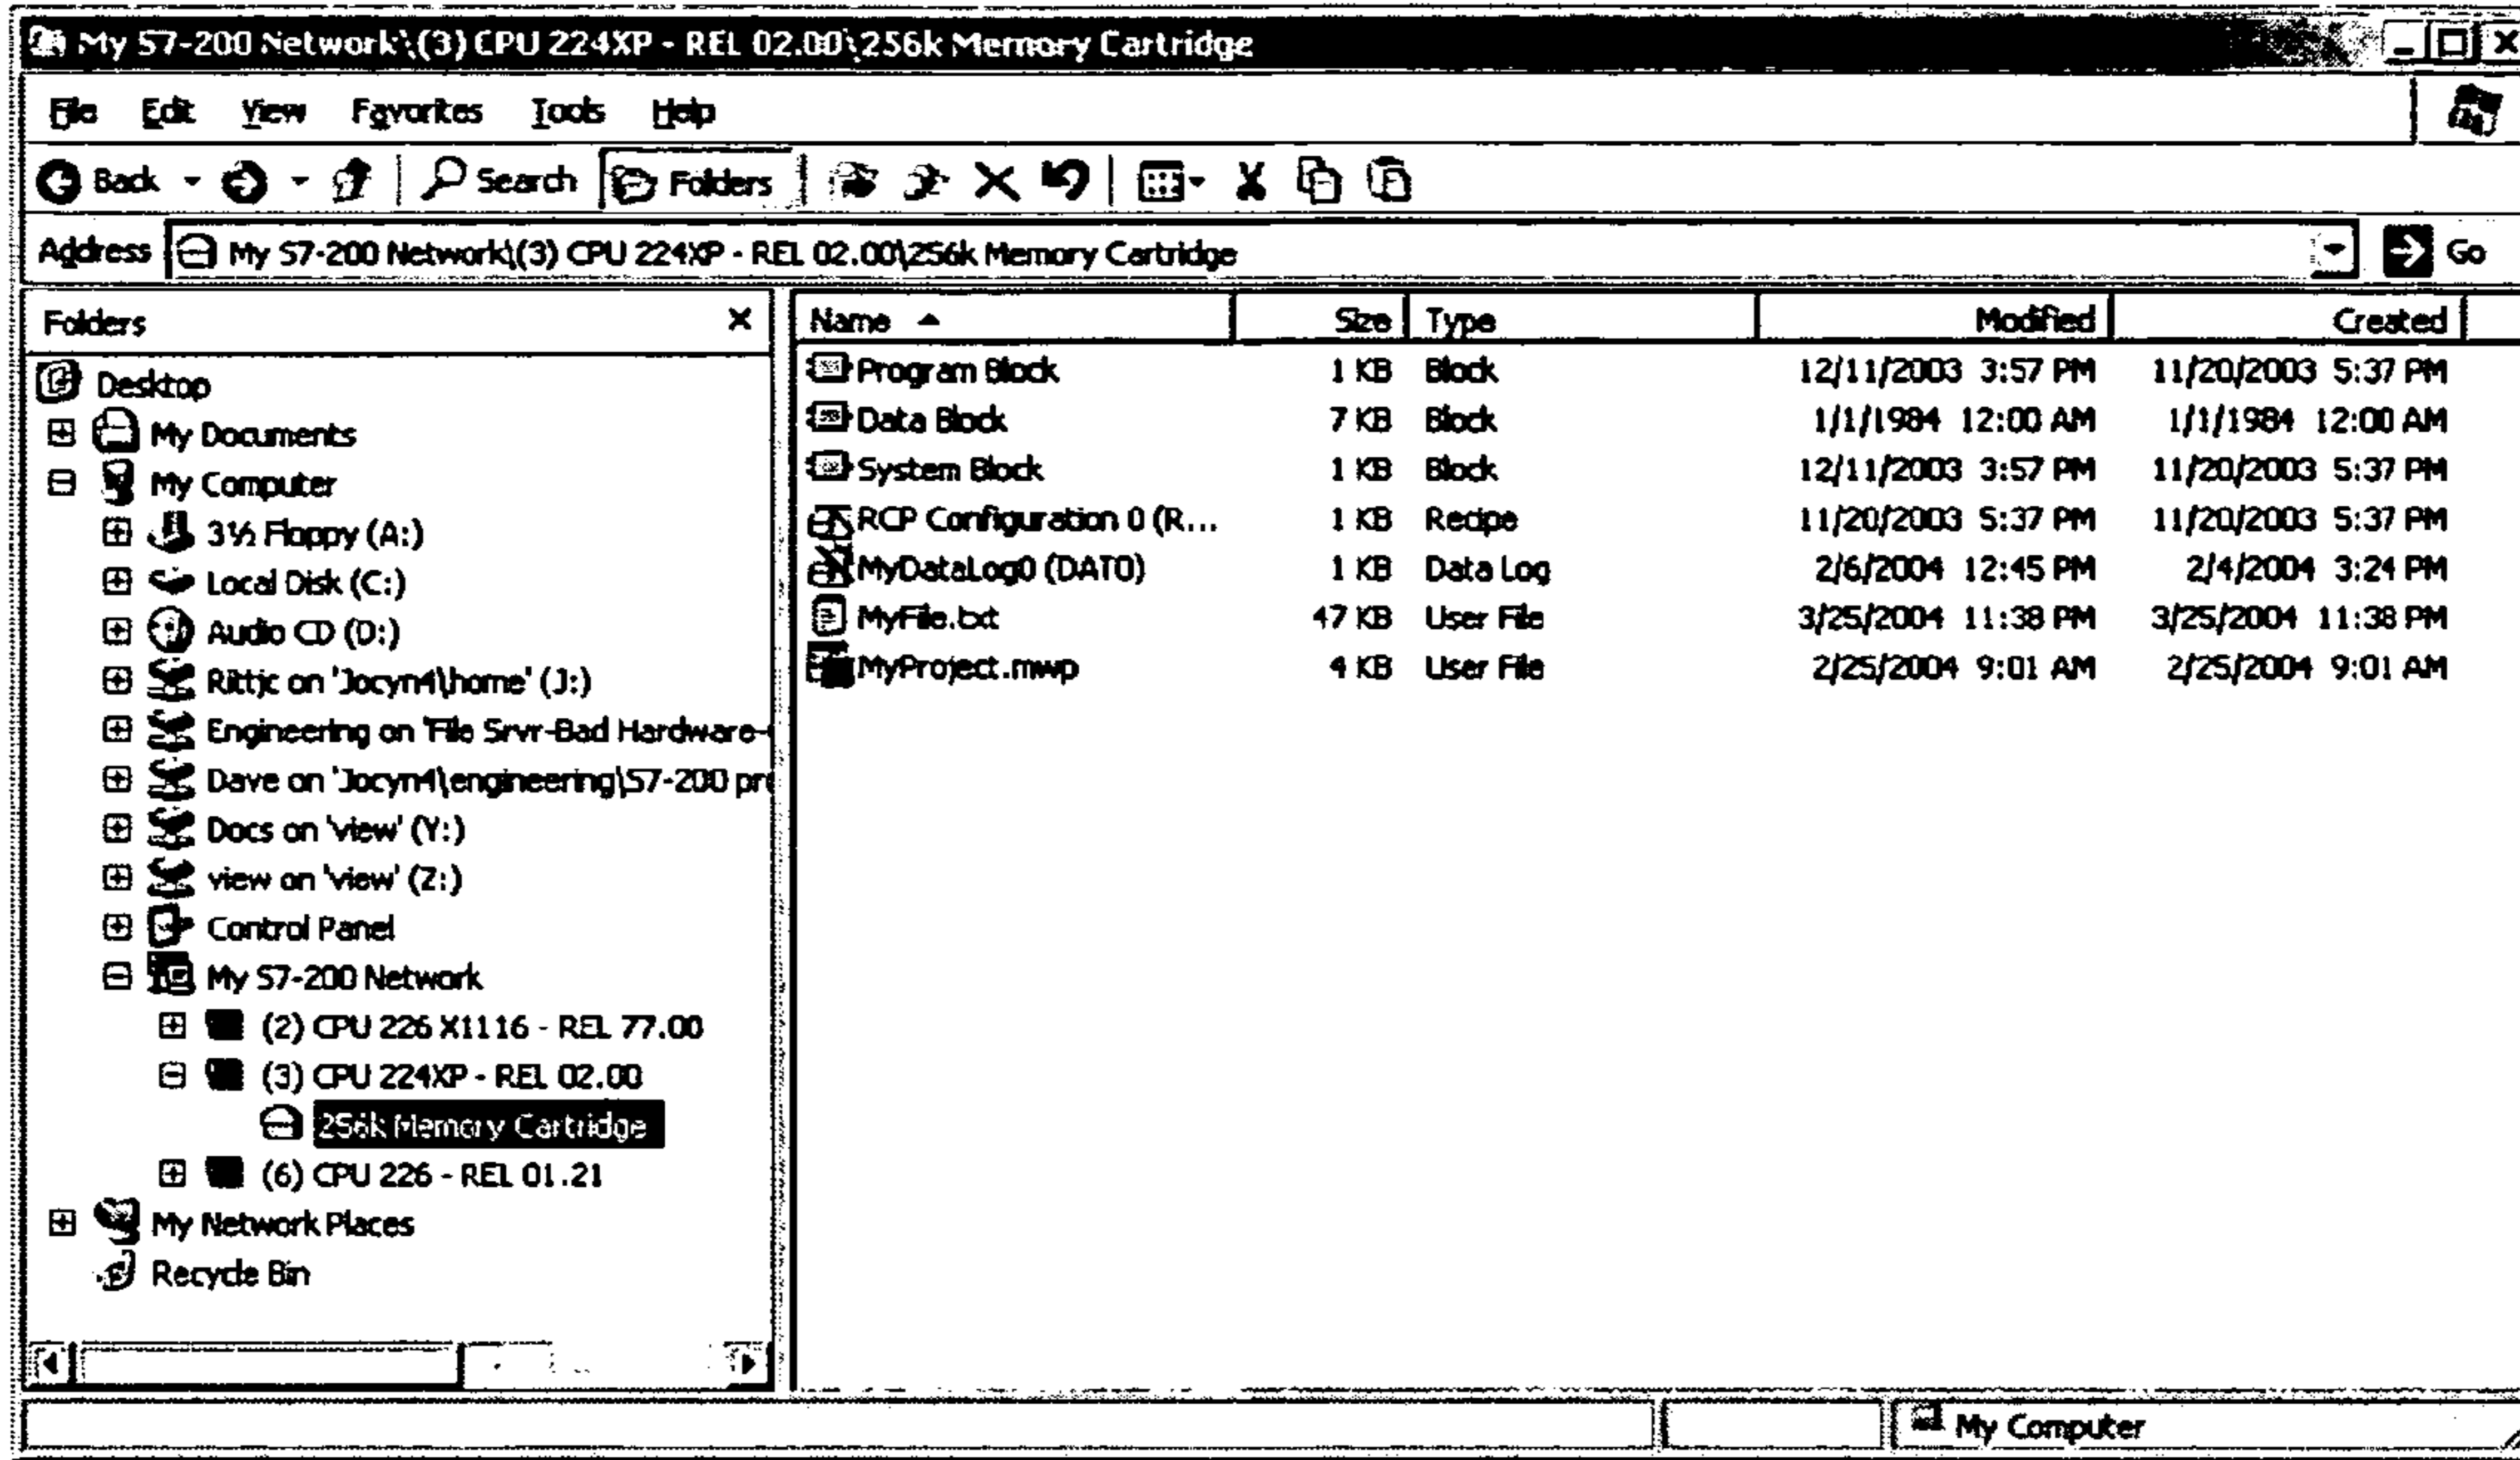 My S7-200 Network\(3) CPU 224XP - REL 02.00\256k Memory Cartridge
File Edit View Favorites Tools Help
Back Search Folders
Address My S7-200 Network\(3) CPU 224XP - REL 02.00\256k Memory Cartridge Go
Folders
Desktop
My Documents
My Computer
3½ Floppy (A:)
Local Disk (C:)
Audio CD (D:)
Rittjc on 'Jocyn4\home' (J:)
Engineering on 'File Srvr-Bad Hardware-
Dave on 'Jocyn4\engineering\S7-200 pr
Docs on 'view' (Y:)
view on 'view' (Z:)
Control Panel
My S7-200 Network
(2) CPU 226 X1116 - REL 77.00
(3) CPU 224XP - REL 02.00
256k Memory Cartridge
(6) CPU 226 - REL 01.21
My Network Places
Recycle Bin
Name Size Type Modified Created
Program Block 1 KB Block 12/11/2003 3:57 PM 11/20/2003 5:37 PM
Data Block 7 KB Block 1/1/1984 12:00 AM 1/1/1984 12:00 AM
System Block 1 KB Block 12/11/2003 3:57 PM 11/20/2003 5:37 PM
RCP Configuration 0 (R... 1 KB Recipe 11/20/2003 5:37 PM 11/20/2003 5:37 PM
MyDataLog0 (DAT0) 1 KB Data Log 2/6/2004 12:45 PM 2/4/2004 3:24 PM
MyFile.txt 47 KB User File 3/25/2004 11:38 PM 3/25/2004 11:38 PM
MyProject.mwp 4 KB User File 2/25/2004 9:01 AM 2/25/2004 9:01 AM
My Computer